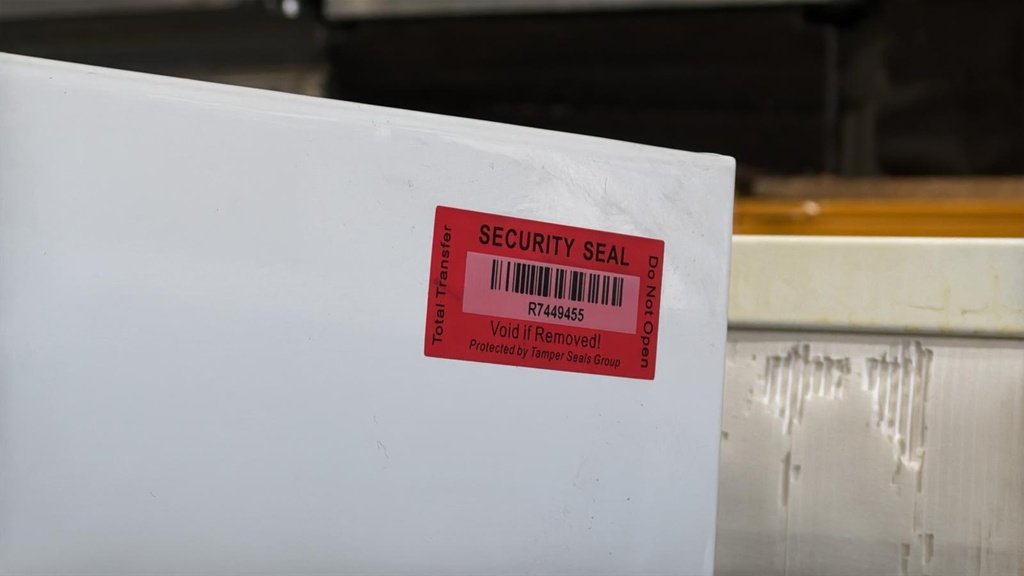 SECURITY SEAL
Total Transfer
R7449455
Do Not Open
Void if Removed!
Protected by Tamper Seals Group